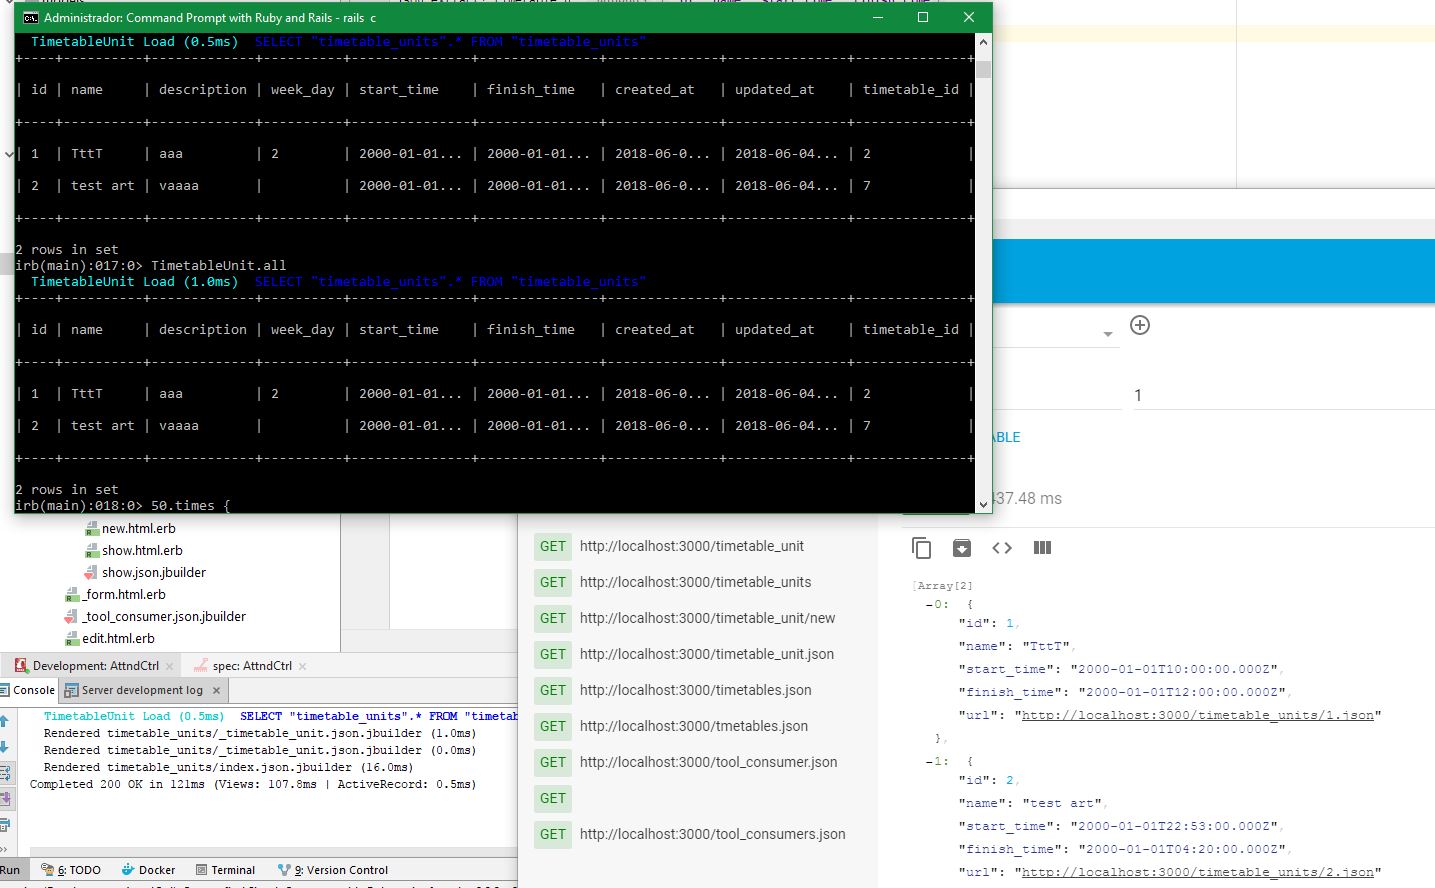 Administrador: Command Prompt with Ruby and Rails - rails  c
TimetableUnit Load (0.5ms)  SELECT "timetable_units".* FROM "timetable_units"
+----+----------+-------------+----------+---------------+---------------+--------------+---------------+--------------+
| id | name     | description | week_day | start_time    | finish_time   | created_at   | updated_at    | timetable_id |
+----+----------+-------------+----------+---------------+---------------+--------------+---------------+--------------+
| 1  | TttT     | aaa         | 2        | 2000-01-01... | 2000-01-01... | 2018-06-0... | 2018-06-04... | 2            |
| 2  | test art | vaaaa       |          | 2000-01-01... | 2000-01-01... | 2018-06-0... | 2018-06-04... | 7            |
+----+----------+-------------+----------+---------------+---------------+--------------+---------------+--------------+
2 rows in set
irb(main):017:0> TimetableUnit.all
TimetableUnit Load (1.0ms)  SELECT "timetable_units".* FROM "timetable_units"
+----+----------+-------------+----------+---------------+---------------+--------------+---------------+--------------+
| id | name     | description | week_day | start_time    | finish_time   | created_at   | updated_at    | timetable_id |
+----+----------+-------------+----------+---------------+---------------+--------------+---------------+--------------+
| 1  | TttT     | aaa         | 2        | 2000-01-01... | 2000-01-01... | 2018-06-0... | 2018-06-04... | 2            |
| 2  | test art | vaaaa       |          | 2000-01-01... | 2000-01-01... | 2018-06-0... | 2018-06-04... | 7            |
+----+----------+-------------+----------+---------------+---------------+--------------+---------------+--------------+
2 rows in set
irb(main):018:0> 50.times {
new.html.erb
show.html.erb
show.json.jbuilder
_form.html.erb
_tool_consumer.json.jbuilder
edit.html.erb
Development: AttndCtrl
spec: AttndCtrl
Console
Server development log
TimetableUnit Load (0.5ms)  SELECT "timetable_units".* FROM "timetab
Rendered timetable_units/_timetable_unit.json.jbuilder (1.0ms)
Rendered timetable_units/_timetable_unit.json.jbuilder (0.0ms)
Rendered timetable_units/index.json.jbuilder (16.0ms)
Completed 200 OK in 121ms (Views: 107.8ms | ActiveRecord: 0.5ms)
Run
6: TODO
Docker
Terminal
9: Version Control
GET http://localhost:3000/timetable_unit
GET http://localhost:3000/timetable_units
GET http://localhost:3000/timetable_unit/new
GET http://localhost:3000/timetable_unit.json
GET http://localhost:3000/timetables.json
GET http://localhost:3000/tmetables.json
GET http://localhost:3000/tool_consumer.json
GET
GET http://localhost:3000/tool_consumers.json
1
ABLE
437.48 ms
[Array[2]
-0: {
"id": 1,
"name": "TttT",
"start_time": "2000-01-01T10:00:00.000Z",
"finish_time": "2000-01-01T12:00:00.000Z",
"url": "http://localhost:3000/timetable_units/1.json"
},
-1: {
"id": 2,
"name": "test art",
"start_time": "2000-01-01T22:53:00.000Z",
"finish_time": "2000-01-01T04:20:00.000Z",
"url": "http://localhost:3000/timetable_units/2.json"